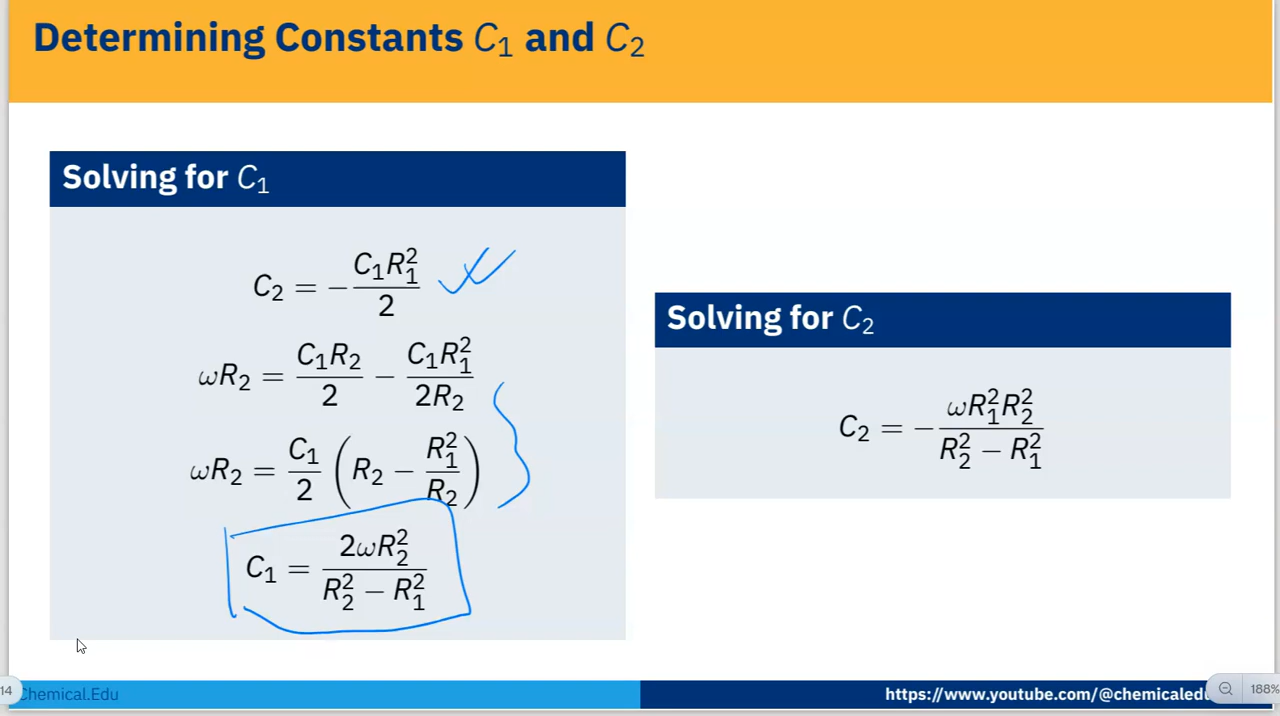 Determining Constants C₁ and C₂
Solving for C₁
C₂ = −C₁R₁²/2
ωR₂ = C₁R₂/2 − C₁R₁²/2R₂
ωR₂ = C₁/2 (R₂ − R₁²/R₂)
C₁ = 2ωR₂²/R₂² − R₁²
Solving for C₂
C₂ = −ωR₁²R₂²/R₂² − R₁²
14
Chemical.Edu
https://www.youtube.com/@chemicaledu
188%